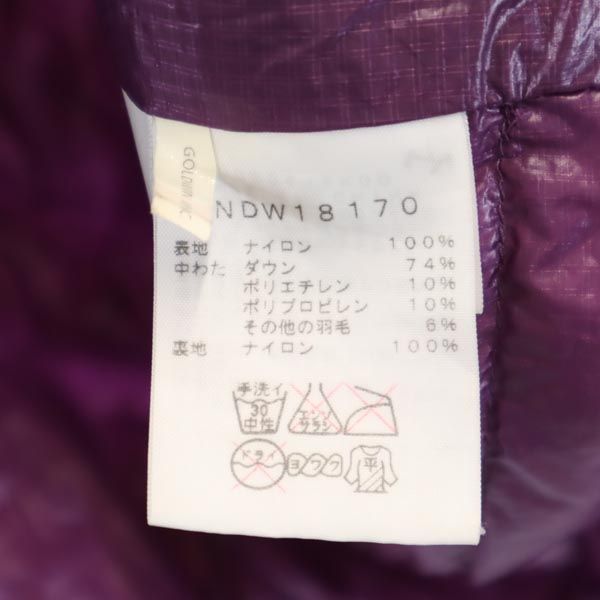 GOLDWIN INC.
NDW18170
表地 ナイロン 100%
中わた ダウン 74%
ポリエチレン 10%
ポリプロピレン 10%
その他の羽毛 6%
裏地 ナイロン 100%
手洗イ
30
中性
エンソ
サラシ
ドライ
ヨワク
平